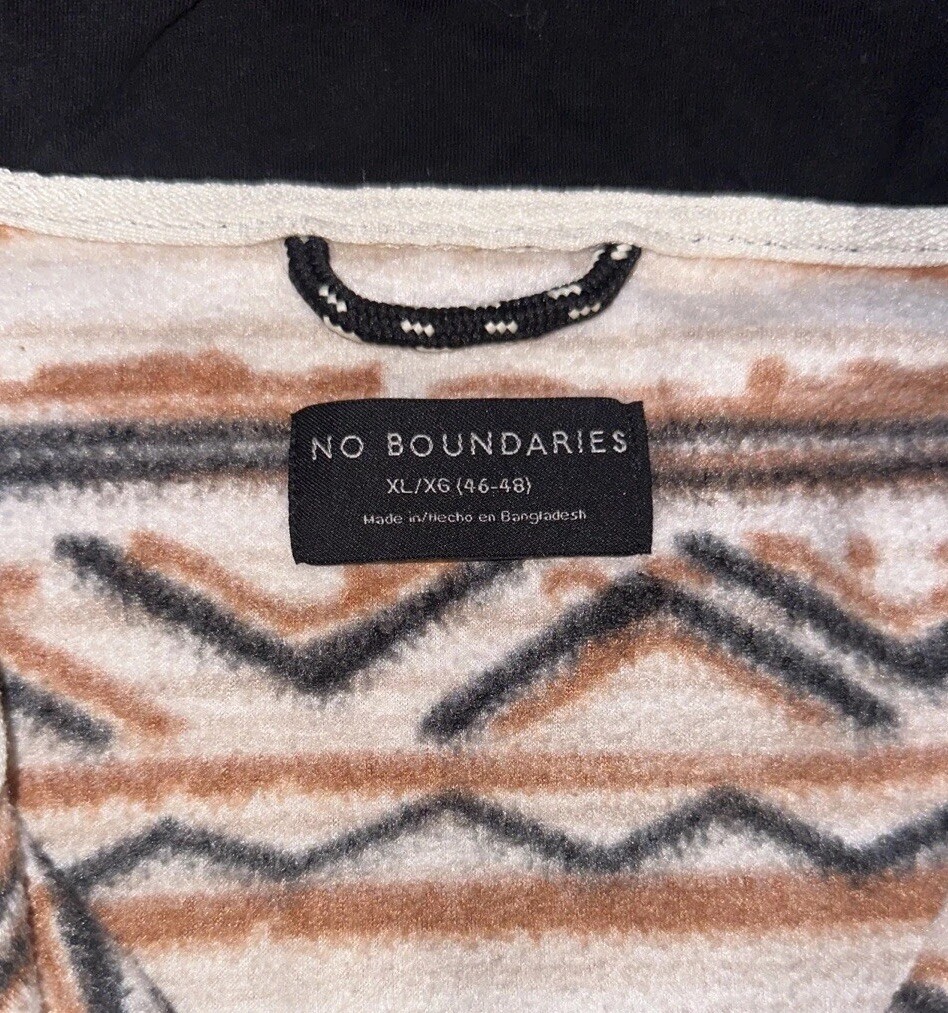 NO BOUNDARIES
XL/XG (46-48)
Made in/Hecho en Bangladesh